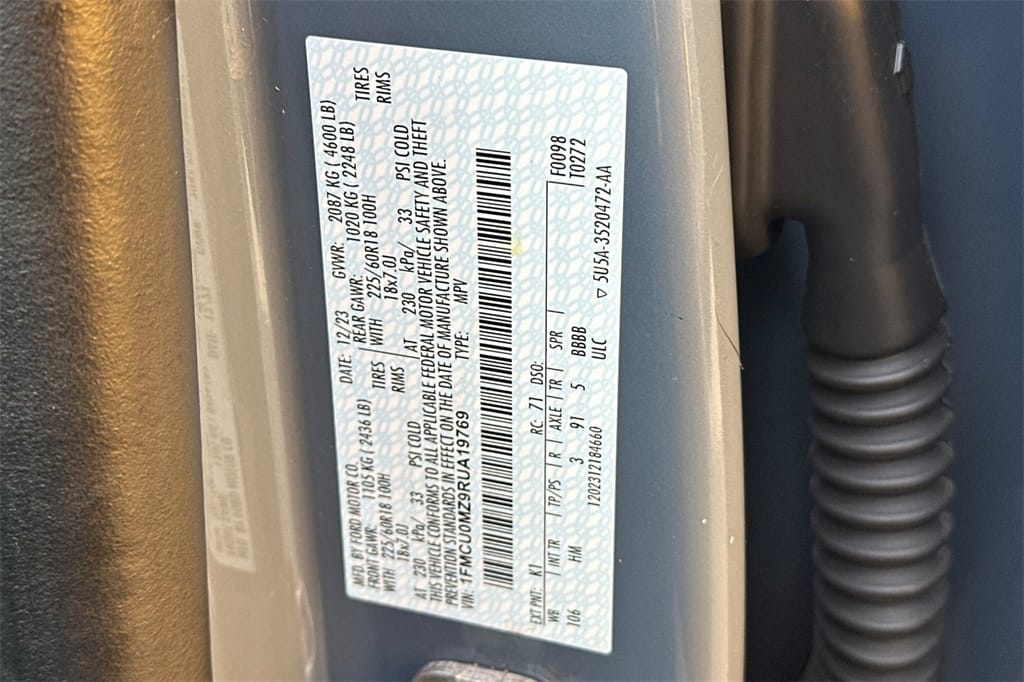 MFD. BY FORD MOTOR CO.
DATE: 12/23 GVWR: 2087 KG ( 4600 LB)
FRONT GAWR: 1105 KG ( 2436 LB) REAR GAWR: 1020 KG ( 2248 LB)
WITH 225/60R18 100H TIRES WITH 225/60R18 100H TIRES
18x7.0J RIMS 18x7.0J RIMS
AT 230 kPa/ 33 PSI COLD AT 230 kPa/ 33 PSI COLD
THIS VEHICLE CONFORMS TO ALL APPLICABLE FEDERAL MOTOR VEHICLE SAFETY AND THEFT
PREVENTION STANDARDS IN EFFECT ON THE DATE OF MANUFACTURE SHOWN ABOVE.
VIN: 1FMCU0MZ9RUA19769 TYPE: MPV
EXT PNT: K1 RC: 71 DSO: F0098
WB INT TR TP/PS R AXLE TR SPR T0272
106 HM 3 91 5 BBBB
1202312184660 ULC
▽ 5U5A-3520472-AA